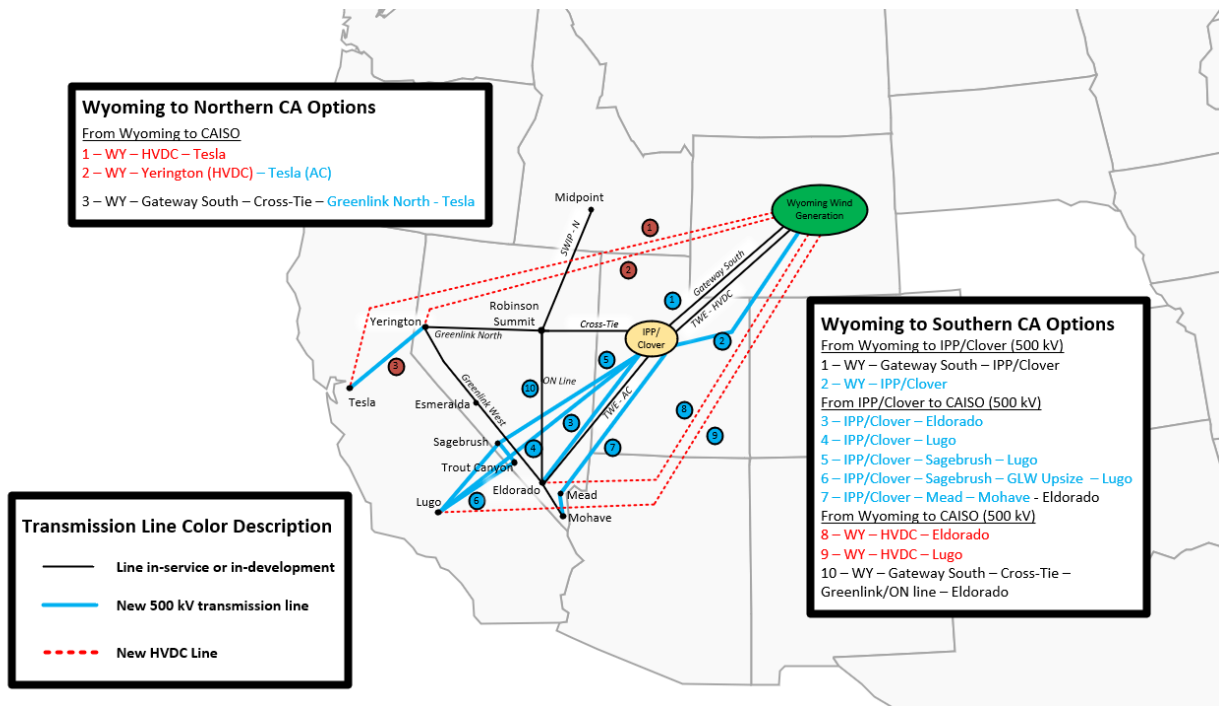 Wyoming to Northern CA Options
From Wyoming to CAISO
1 – WY – HVDC – Tesla
2 – WY – Yerington (HVDC) – Tesla (AC)
3 – WY – Gateway South – Cross-Tie – Greenlink North - Tesla
Midpoint
SWIP - N
Wyoming Wind
Generation
1
2
1
Gateway South
TWE - HVDC
Robinson
Summit
Yerington
Greenlink North
Cross-Tie
IPP/
Clover
2
3
5
10
ON Line
Tesla
Esmeralda
Greenlink West
TWE - AC
8
3
9
Sagebrush
4
7
Trout Canyon
Eldorado
Lugo
6
Mead
Mohave
Wyoming to Southern CA Options
From Wyoming to IPP/Clover (500 kV)
1 – WY – Gateway South – IPP/Clover
2 – WY – IPP/Clover
From IPP/Clover to CAISO (500 kV)
3 – IPP/Clover – Eldorado
4 – IPP/Clover – Lugo
5 – IPP/Clover – Sagebrush – Lugo
6 – IPP/Clover – Sagebrush – GLW Upsize – Lugo
7 – IPP/Clover – Mead – Mohave - Eldorado
From Wyoming to CAISO (500 kV)
8 – WY – HVDC – Eldorado
9 – WY – HVDC – Lugo
10 – WY – Gateway South – Cross-Tie –
Greenlink/ON line – Eldorado
Transmission Line Color Description
Line in-service or in-development
New 500 kV transmission line
New HVDC Line